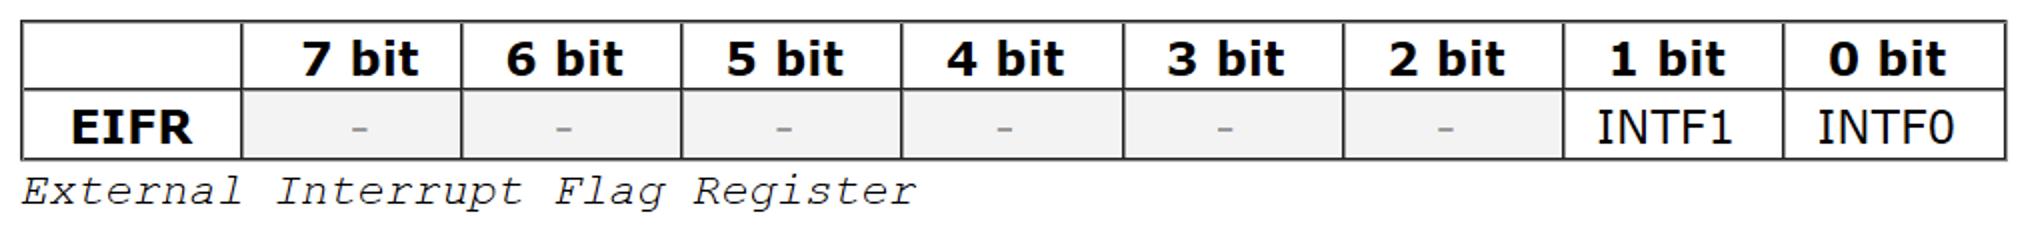 7 bit 6 bit 5 bit 4 bit 3 bit 2 bit 1 bit 0 bit
EIFR - - - - - - INTF1 INTF0
External Interrupt Flag Register